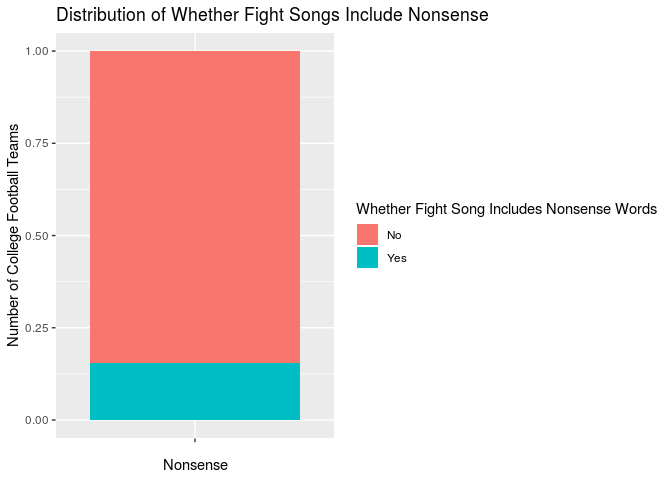 Distribution of Whether Fight Songs Include Nonsense
Number of College Football Teams
1.00
0.75
0.50
0.25
0.00
Nonsense
Whether Fight Song Includes Nonsense Words
No
Yes